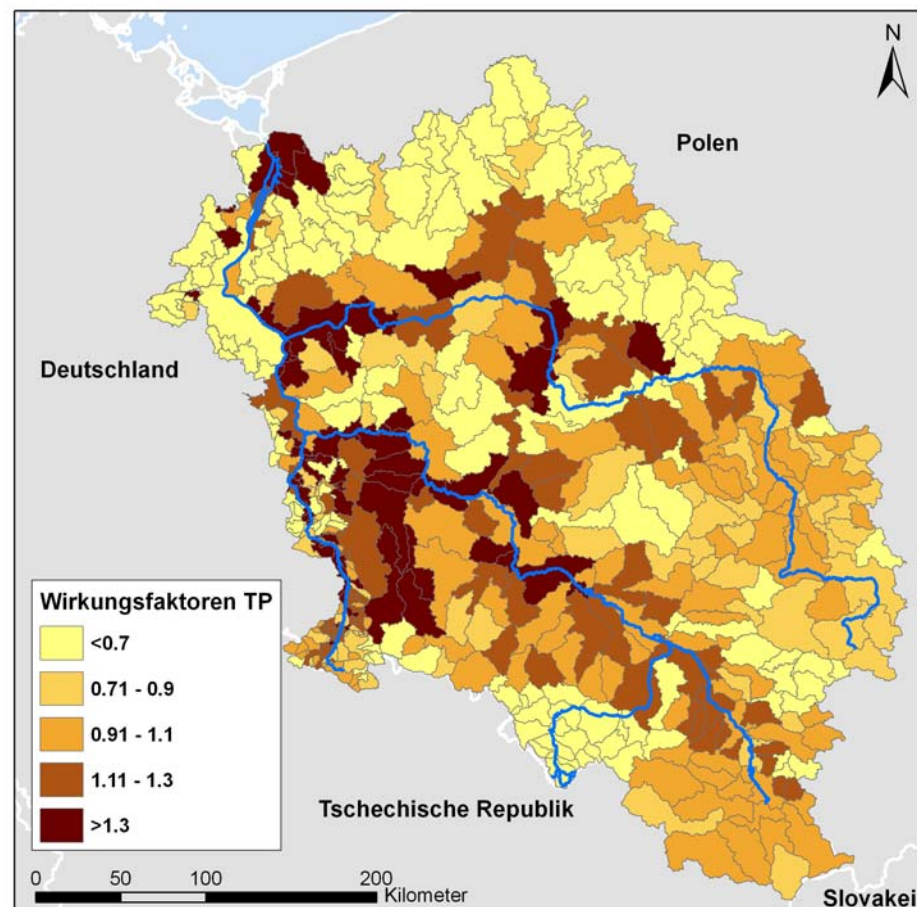 N
Polen
Deutschland
Wirkungsfaktoren TP
<0.7
0.71 - 0.9
0.91 - 1.1
1.11 - 1.3
>1.3
Tschechische Republik
0 50 100 200
Kilometer
Slovakei